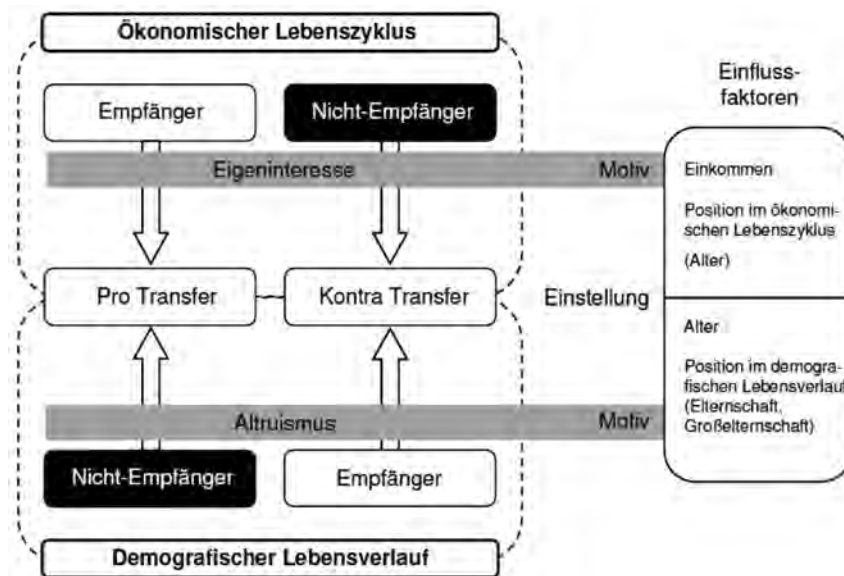 Ökonomischer Lebenszyklus
Einfluss-
faktoren
Empfänger
Nicht-Empfänger
Eigeninteresse
Motiv
Einkommen
Position im ökonomi-
schen Lebenszyklus
(Alter)
Pro Transfer
Kontra Transfer
Einstellung
Alter
Position im demogra-
fischen Lebensverlauf
(Elternschaft,
Großelternschaft)
Altruismus
Motiv
Nicht-Empfänger
Empfänger
Demografischer Lebensverlauf